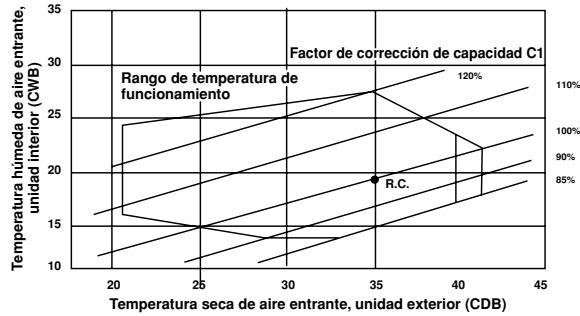 Factor de corrección de capacidad C1
Rango de temperatura de
funcionamiento
Temperatura húmeda de aire entrante,
unidad interior (CWB)
35
30
25
20
15
10
120%
110%
100%
90%
85%
R.C.
20
25
30
35
40
45
Temperatura seca de aire entrante, unidad exterior (CDB)